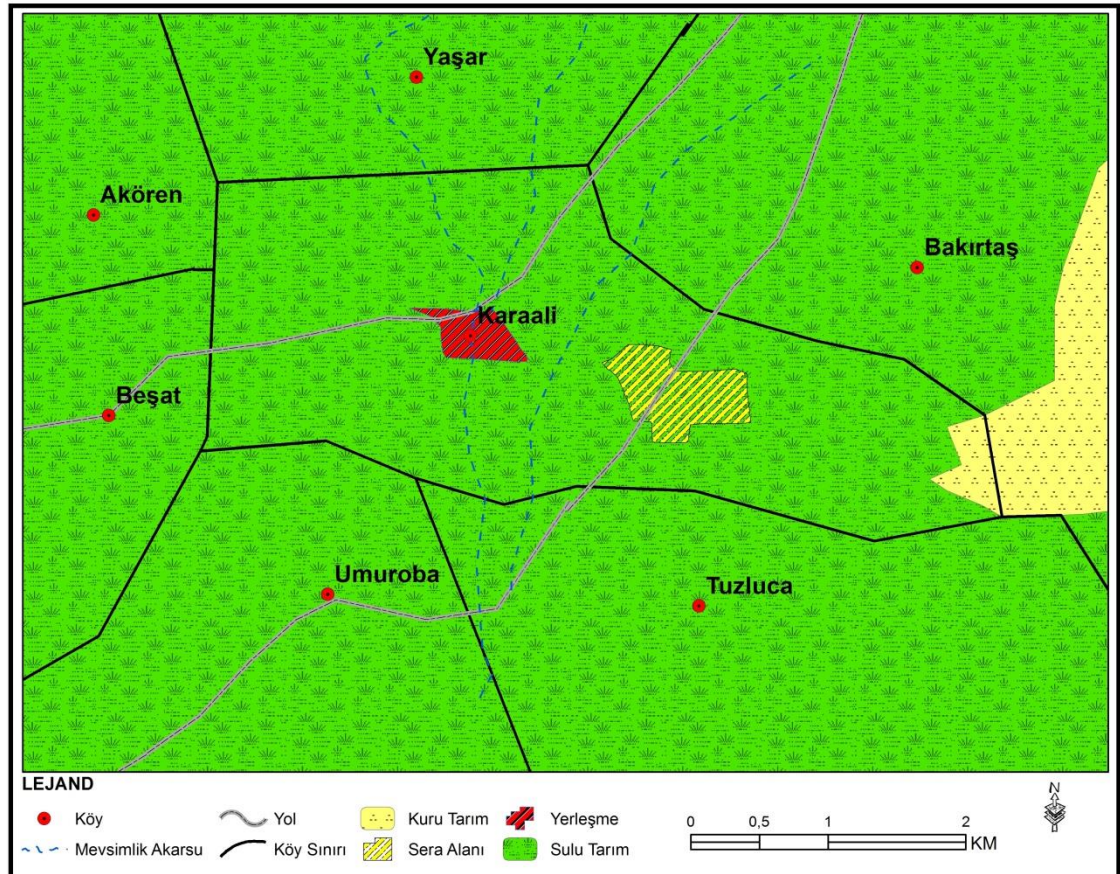 Yaşar
Akören
Bakırtaş
Karaali
Beşat
Umuroba
Tuzluca
LEJAND
Köy
Yol
Kuru Tarım
Yerleşme
Mevsimlik Akarsu
Köy Sınırı
Sera Alanı
Sulu Tarım
0 0,5 1 2
KM
N